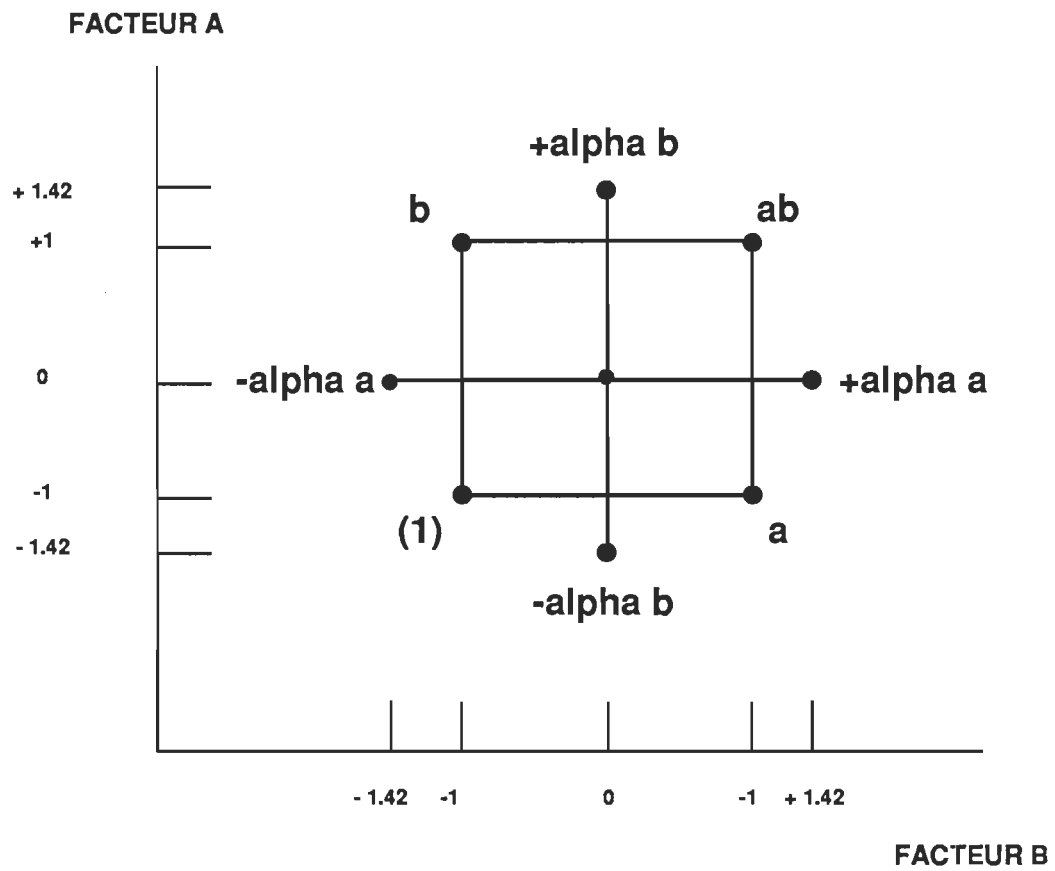 FACTEUR A
+alpha b
+ 1.42
b
ab
+1
0
-alpha a
+alpha a
-1
(1)
a
- 1.42
-alpha b
- 1.42 -1 0 -1 + 1.42
FACTEUR B